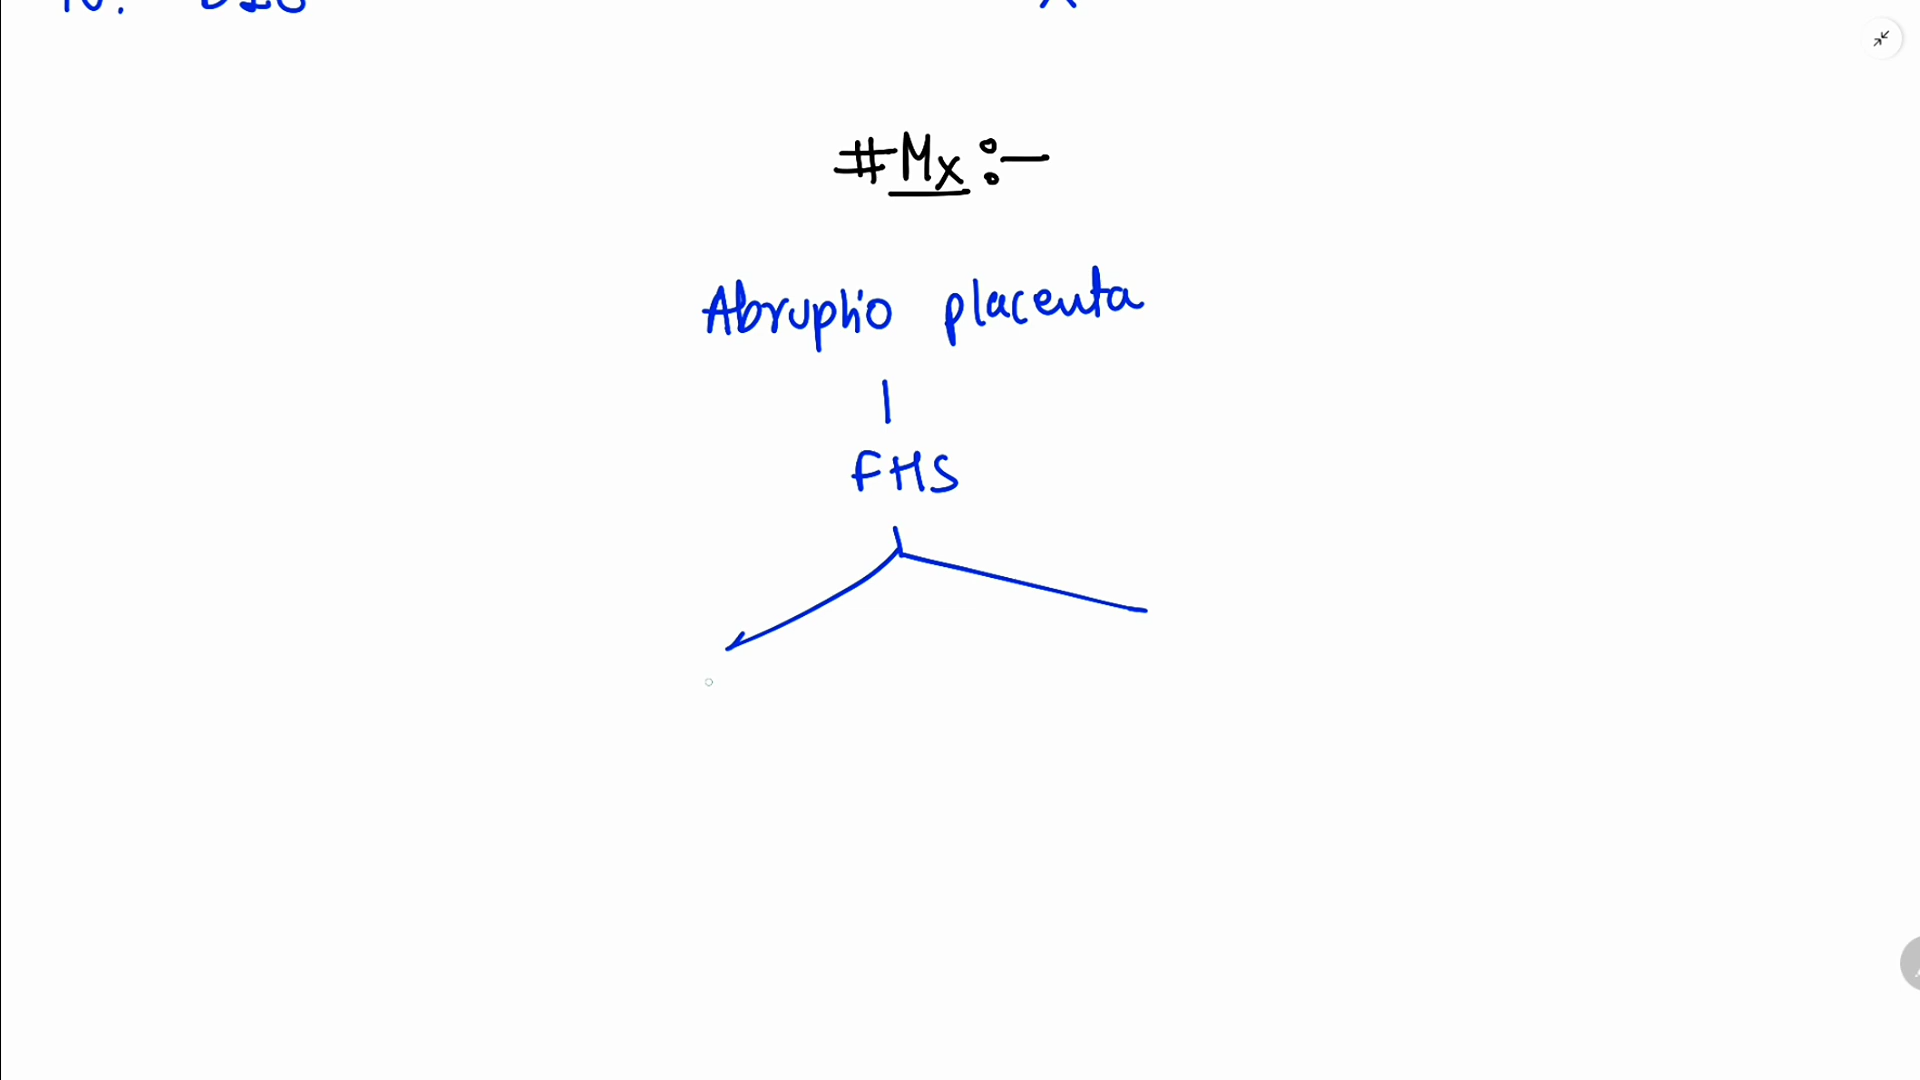 #Mx :-
Abruptio placenta
FHS